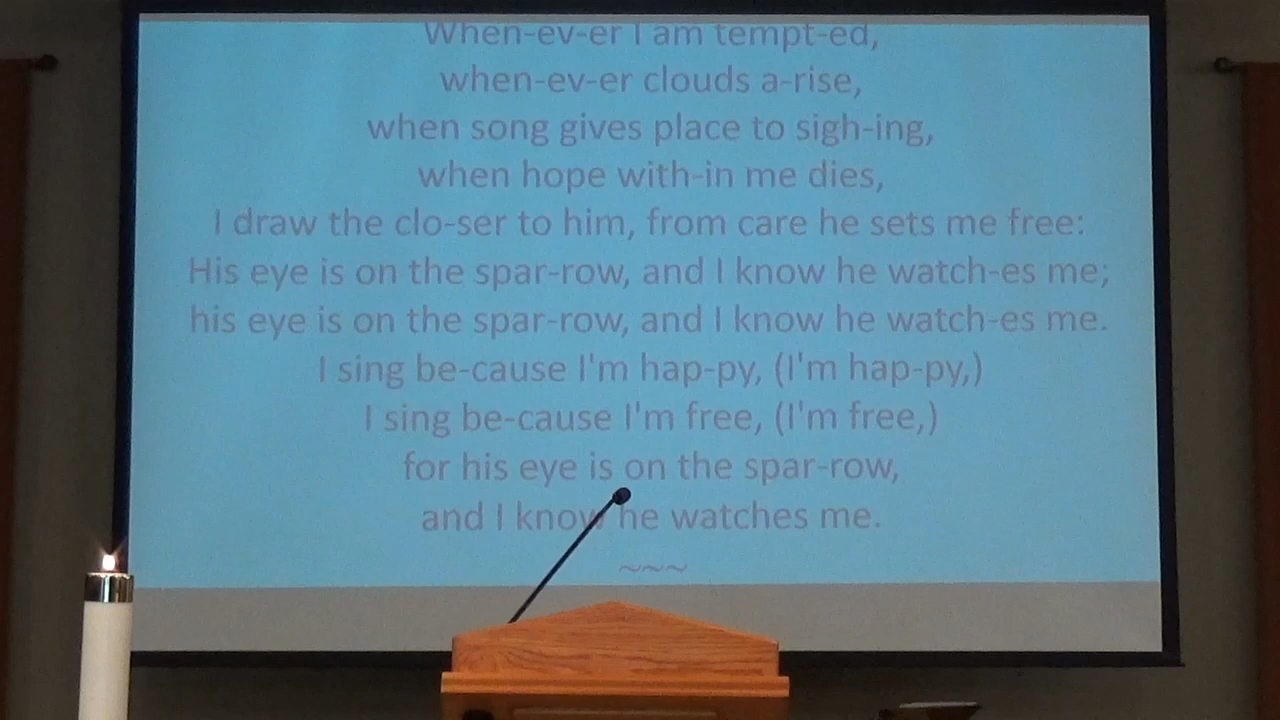 When-ev-er I am tempt-ed,
when-ev-er clouds a-rise,
when song gives place to sigh-ing,
when hope with-in me dies,
I draw the clo-ser to him, from care he sets me free:
His eye is on the spar-row, and I know he watch-es me;
his eye is on the spar-row, and I know he watch-es me.
I sing be-cause I'm hap-py, (I'm hap-py,)
I sing be-cause I'm free, (I'm free,)
for his eye is on the spar-row,
and I know he watches me.
~~~